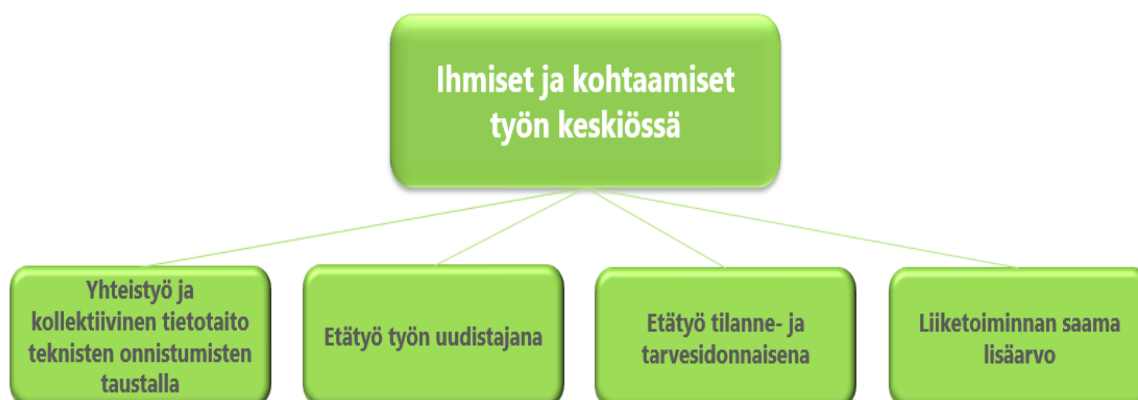 Ihmiset ja kohtaamiset
työn keskiössä
Yhteistyö ja
kollektiivinen tietotaito
teknisten onnistumisten
taustalla
Etätyö työn uudistajana
Etätyö tilanne- ja
tarvesidonnaisena
Liiketoiminnan saama
lisäarvo